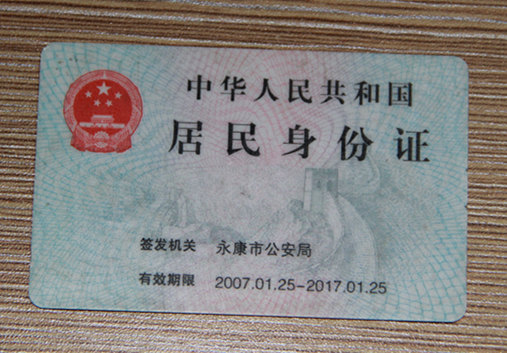 中华人民共和国
居民身份证
签发机关 永康市公安局
有效期限 2007.01.25-2017.01.25